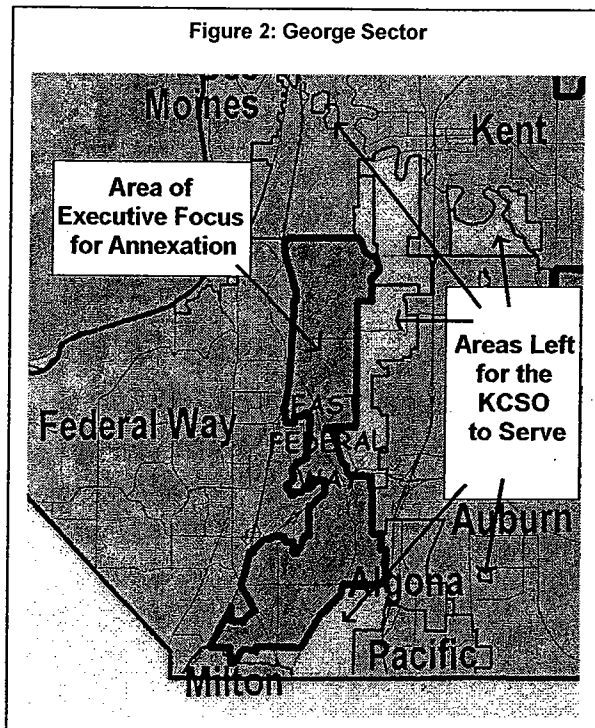 Figure 2: George Sector
Moines
Kent
Area of
Executive Focus
for Annexation
Areas Left
for the
KCSO
to Serve
Federal Way
EAST
FEDERAL
WAY
Auburn
Algona
Pacific
Milton